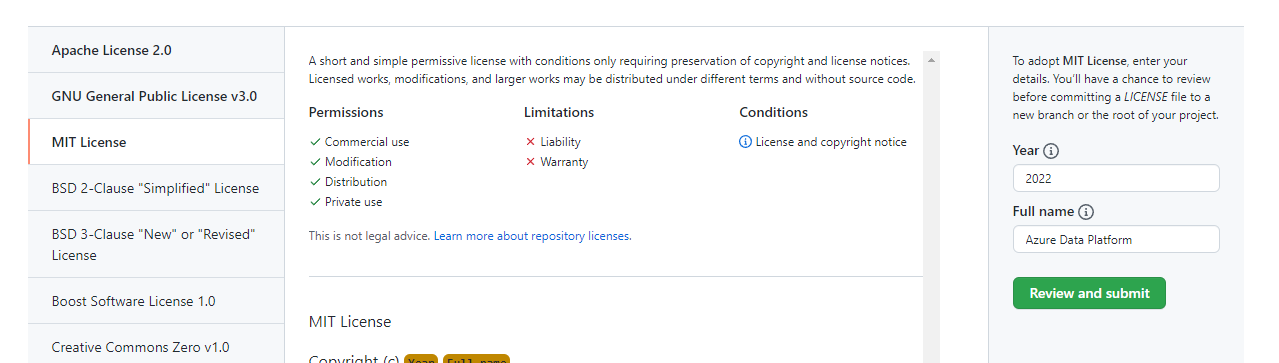 Apache License 2.0
GNU General Public License v3.0
MIT License
BSD 2-Clause "Simplified" License
BSD 3-Clause "New" or "Revised"
License
Boost Software License 1.0
Creative Commons Zero v1.0
A short and simple permissive license with conditions only requiring preservation of copyright and license notices.
Licensed works, modifications, and larger works may be distributed under different terms and without source code.
Permissions
Commercial use
Modification
Distribution
Private use
Limitations
Liability
Warranty
Conditions
License and copyright notice
This is not legal advice. Learn more about repository licenses.
MIT License
Copyright (c) Year Full name
To adopt MIT License, enter your
details. You'll have a chance to review
before committing a LICENSE file to a
new branch or the root of your project.
Year
2022
Full name
Azure Data Platform
Review and submit